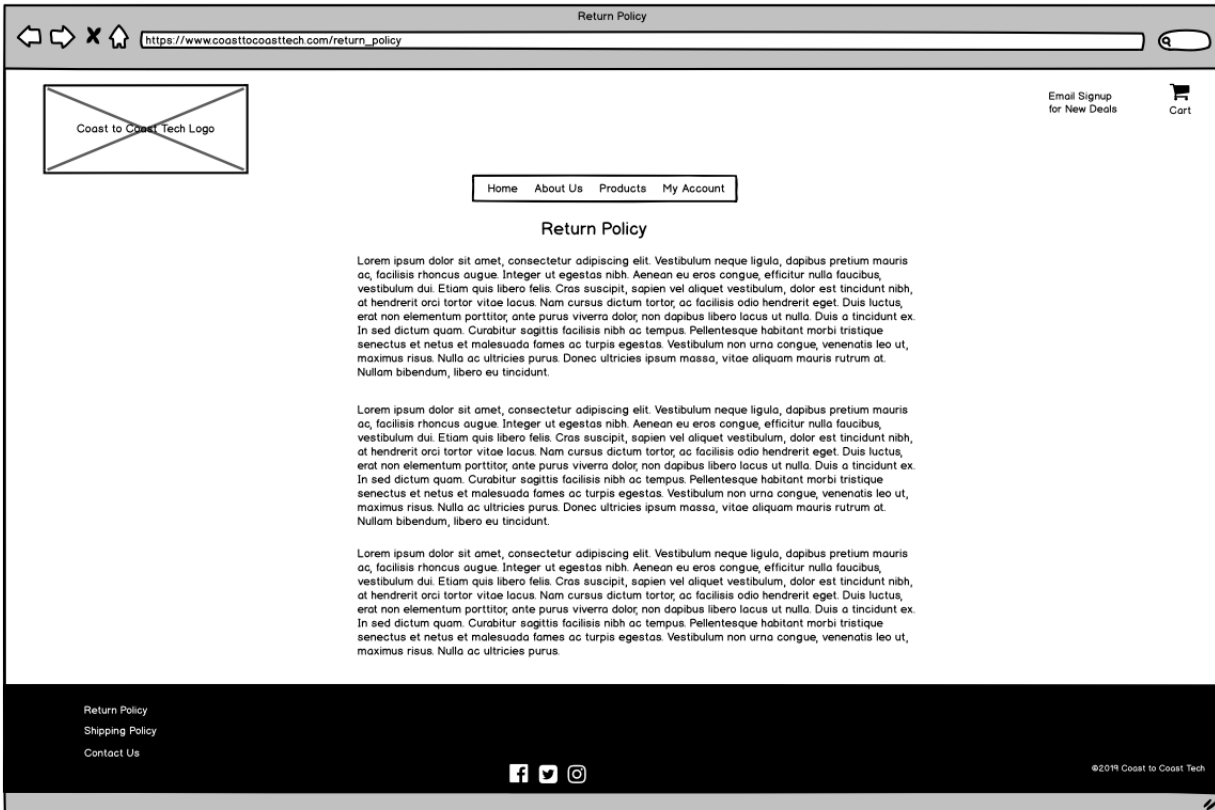 Return Policy
https://www.coasttocoasttech.com/return_policy
Coast to Coast Tech Logo
Email Signup
for New Deals
Cart
Home About Us Products My Account
Return Policy
Lorem ipsum dolor sit amet, consectetur adipiscing elit. Vestibulum neque ligula, dapibus pretium mauris
ac, facilisis rhoncus augue. Integer ut egestas nibh. Aenean eu eros congue, efficitur nulla faucibus,
vestibulum dui. Etiam quis libero felis. Cras suscipit, sapien vel aliquet vestibulum, dolor est tincidunt nibh,
at hendrerit orci tortor vitae lacus. Nam cursus dictum tortor, ac facilisis odio hendrerit eget. Duis luctus,
erat non elementum porttitor, ante purus viverra dolor, non dapibus libero lacus ut nulla. Duis a tincidunt ex.
In sed dictum quam. Curabitur sagittis facilisis nibh ac tempus. Pellentesque habitant morbi tristique
senectus et netus et malesuada fames ac turpis egestas. Vestibulum non urna congue, venenatis leo ut,
maximus risus. Nulla ac ultricies purus. Donec ultricies ipsum massa, vitae aliquam mauris rutrum at.
Nullam bibendum, libero eu tincidunt.
Lorem ipsum dolor sit amet, consectetur adipiscing elit. Vestibulum neque ligula, dapibus pretium mauris
ac, facilisis rhoncus augue. Integer ut egestas nibh. Aenean eu eros congue, efficitur nulla faucibus,
vestibulum dui. Etiam quis libero felis. Cras suscipit, sapien vel aliquet vestibulum, dolor est tincidunt nibh,
at hendrerit orci tortor vitae lacus. Nam cursus dictum tortor, ac facilisis odio hendrerit eget. Duis luctus,
erat non elementum porttitor, ante purus viverra dolor, non dapibus libero lacus ut nulla. Duis a tincidunt ex.
In sed dictum quam. Curabitur sagittis facilisis nibh ac tempus. Pellentesque habitant morbi tristique
senectus et netus et malesuada fames ac turpis egestas. Vestibulum non urna congue, venenatis leo ut,
maximus risus. Nulla ac ultricies purus. Donec ultricies ipsum massa, vitae aliquam mauris rutrum at.
Nullam bibendum, libero eu tincidunt.
Lorem ipsum dolor sit amet, consectetur adipiscing elit. Vestibulum neque ligula, dapibus pretium mauris
ac, facilisis rhoncus augue. Integer ut egestas nibh. Aenean eu eros congue, efficitur nulla faucibus,
vestibulum dui. Etiam quis libero felis. Cras suscipit, sapien vel aliquet vestibulum, dolor est tincidunt nibh,
at hendrerit orci tortor vitae lacus. Nam cursus dictum tortor, ac facilisis odio hendrerit eget. Duis luctus,
erat non elementum porttitor, ante purus viverra dolor, non dapibus libero lacus ut nulla. Duis a tincidunt ex.
In sed dictum quam. Curabitur sagittis facilisis nibh ac tempus. Pellentesque habitant morbi tristique
senectus et netus et malesuada fames ac turpis egestas. Vestibulum non urna congue, venenatis leo ut,
maximus risus. Nulla ac ultricies purus.
Return Policy
Shipping Policy
Contact Us
©2019 Coast to Coast Tech